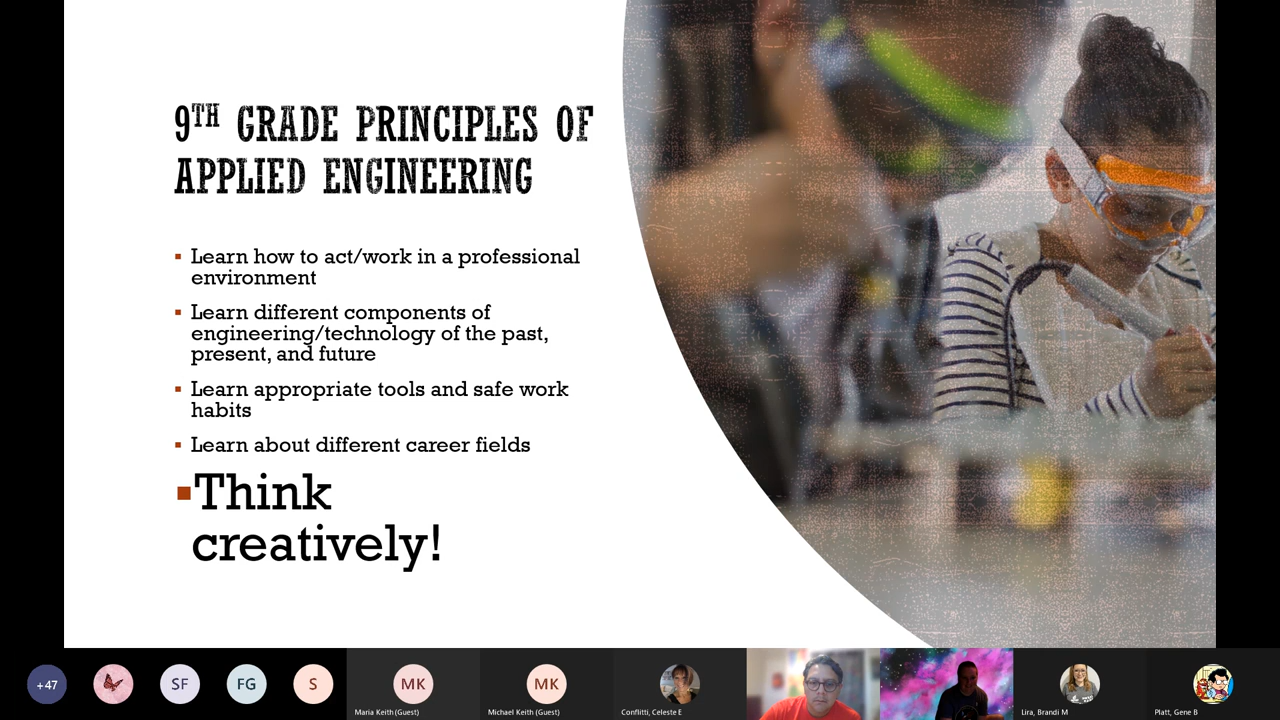 9TH GRADE PRINCIPLES OF
APPLIED ENGINEERING
▪ Learn how to act/work in a professional
environment
▪ Learn different components of
engineering/technology of the past,
present, and future
▪ Learn appropriate tools and safe work
habits
▪ Learn about different career fields
▪ Think
creatively!
+47
SF
FG
S
MK
Maria Keith (Guest)
MK
Michael Keith (Guest)
Conflitti, Celeste E
Lira, Brandi M
Platt, Gene B